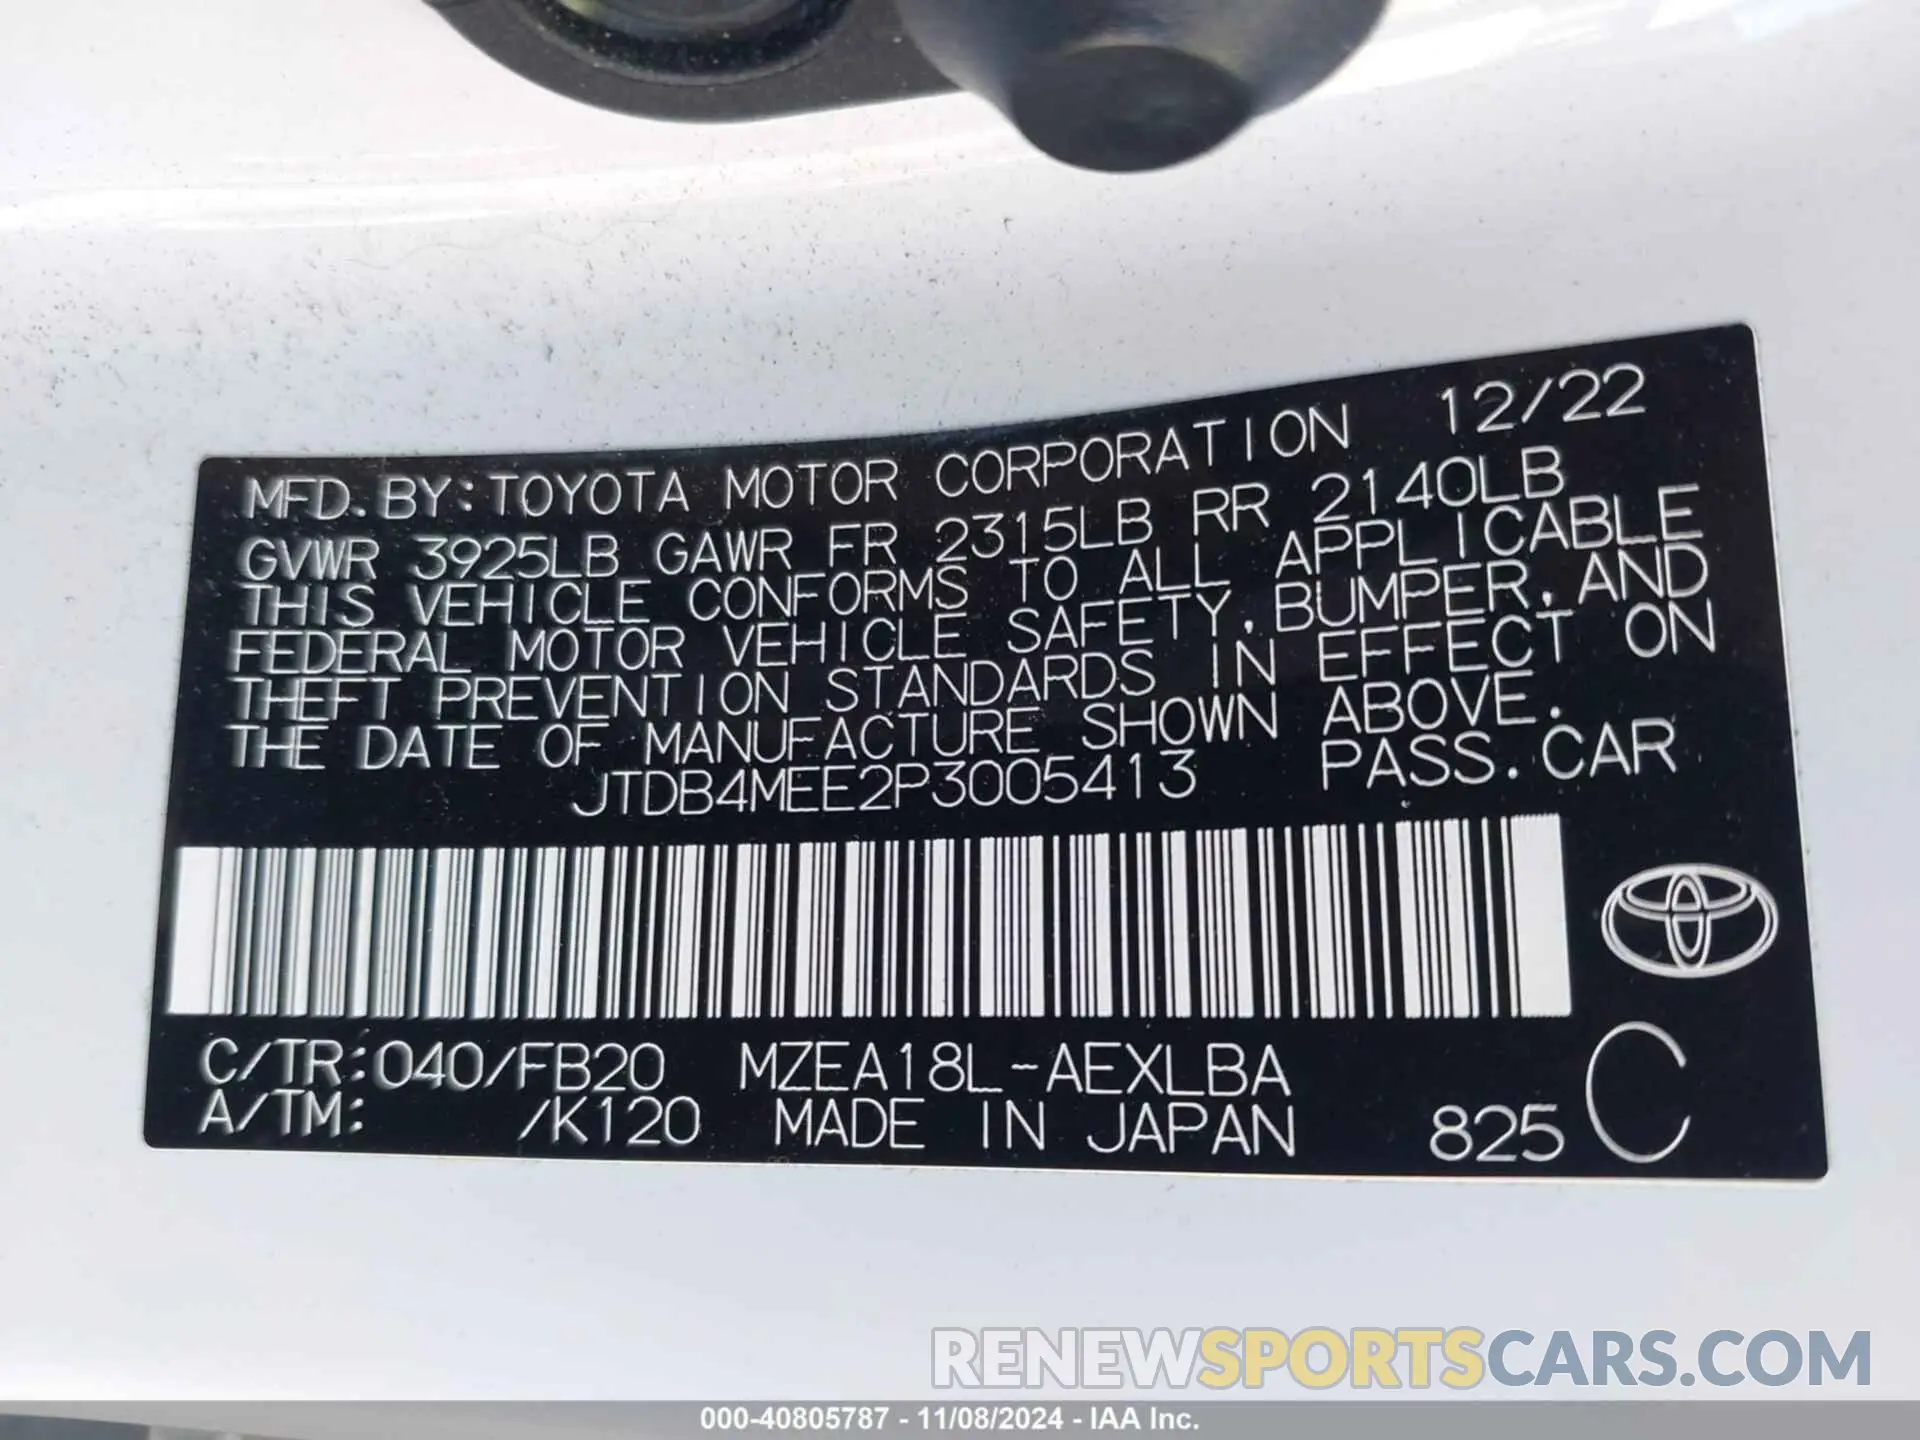 MFD. BY: TOYOTA MOTOR CORPORATION 12/22
GVWR 3925LB GAWR FR 2315LB RR 2140LB
THIS VEHICLE CONFORMS TO ALL APPLICABLE
FEDERAL MOTOR VEHICLE SAFETY, BUMPER, AND
THEFT PREVENTION STANDARDS IN EFFECT ON
THE DATE OF MANUFACTURE SHOWN ABOVE.
JTDB4MEE2P3005413 PASS. CAR
C/TR: 040/FB20 MZEA18L-AEXLBA
A/TM: /K120 MADE IN JAPAN 825 C
RENEWSPORTSCARS.COM
000-40805787 - 11/08/2024 - IAA Inc.